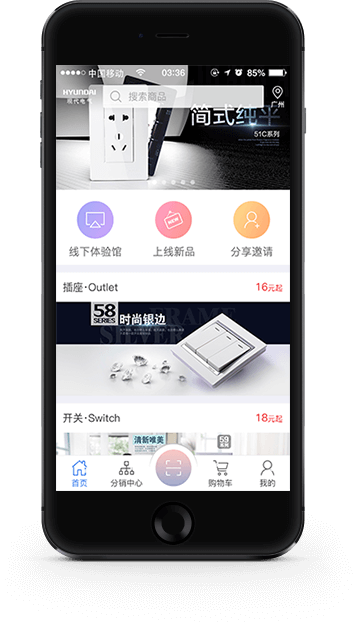 中国移动 03:36 85%
HYUNDAI
现代电气
搜索商品
广州
简式纯平
51C系列
线下体验馆 上线新品 分享邀请
NEW
插座·Outlet 16元起
58
SERIES
时尚银边
开关·Switch 18元起
清新唯美
59
首页 分销中心 购物车 我的